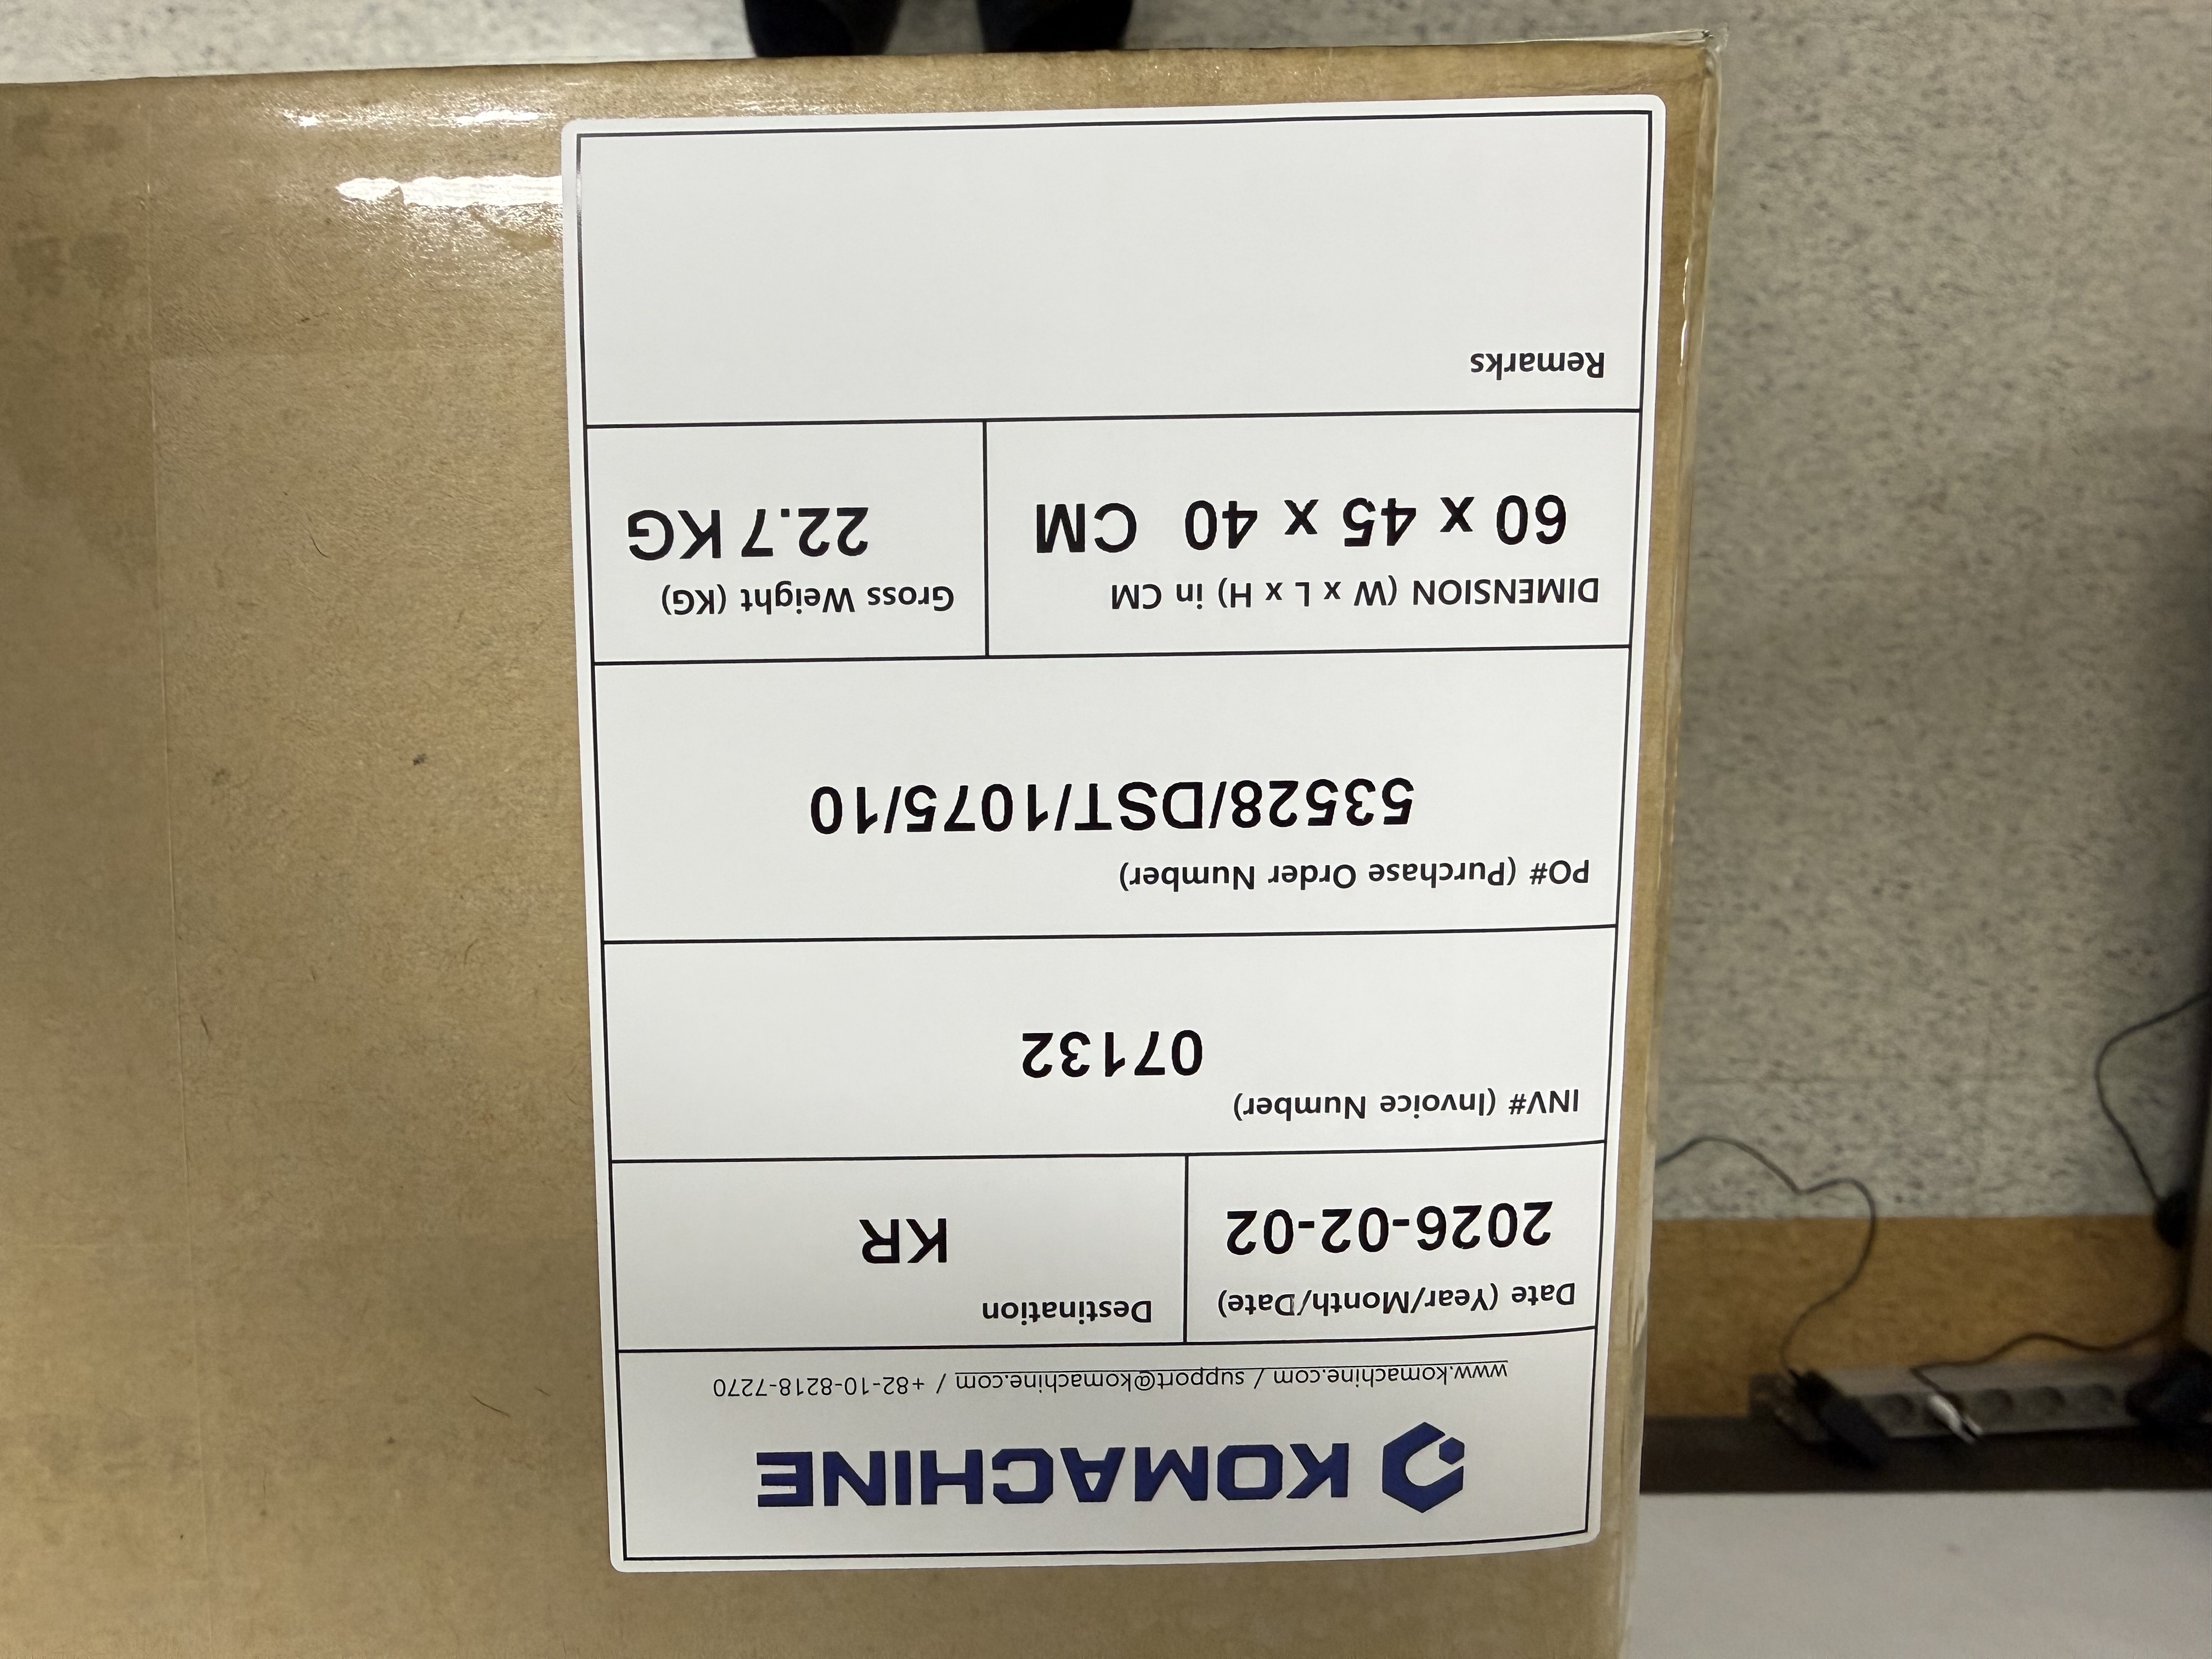 KOMACHINE
www.komachine.com / support@komachine.com / +82-10-8218-7270
Date (Year/Month/Date)
2026-02-02
Destination
KR
INV# (Invoice Number)
07132
PO# (Purchase Order Number)
53528/DST/1075/10
DIMENSION (W x L x H) in CM
60 x 45 x 40 CM
Gross Weight (KG)
22.7 KG
Remarks